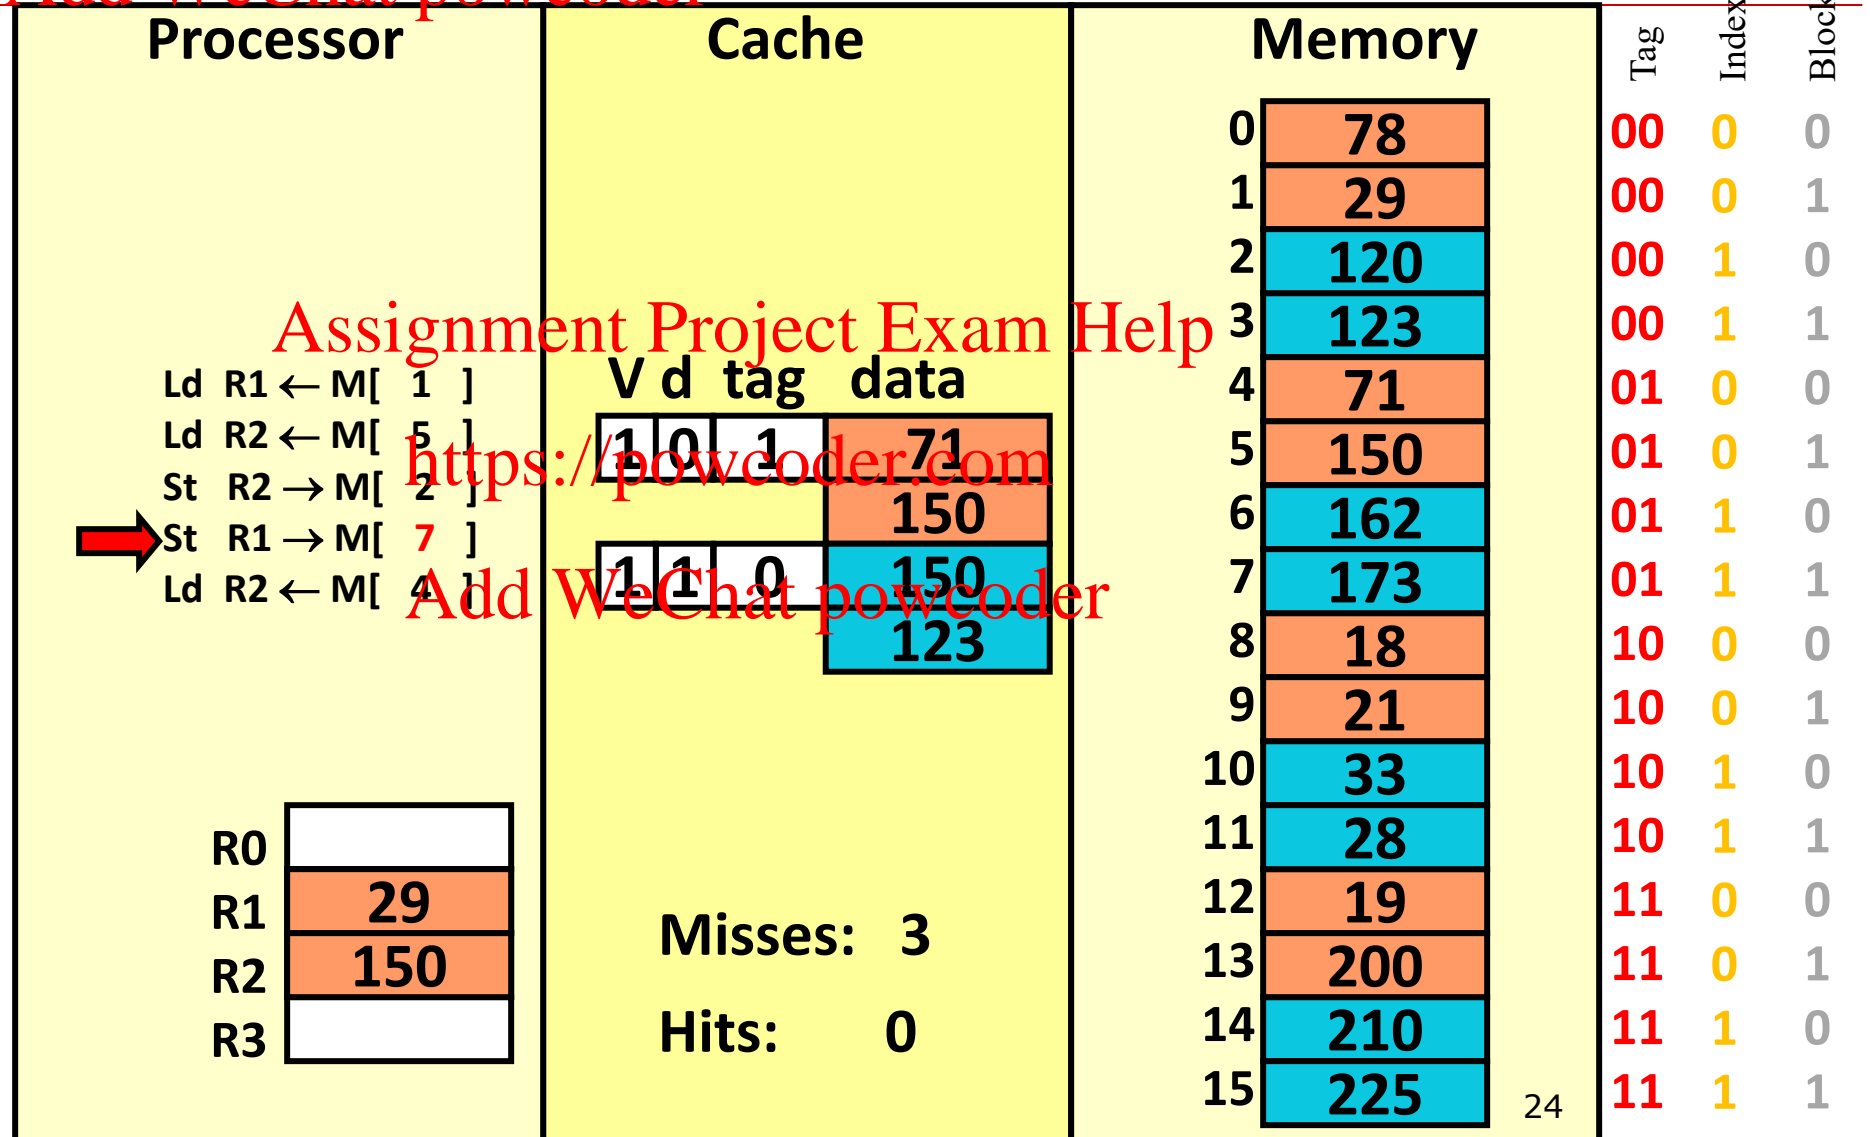 Add WeChat powcoder
Processor Cache Memory Tag Index Block
0 78 00 0 0
1 29 00 0 1
2 120 00 1 0
Assignment Project Exam Help
3 123 00 1 1
V d tag data
Ld R1 ← M[ 1 ]
4 71 01 0 0
Ld R2 ← M[ 5 ]
1 0 1 71
https://powcoder.com
5 150 01 0 1
St R2 → M[ 2 ]
150
6 162 01 1 0
St R1 → M[ 7 ]
Ld R2 ← M[ 4 ]
1 1 0 150
Add WeChat powcoder
7 173 01 1 1
123
8 18 10 0 0
9 21 10 0 1
10 33 10 1 0
R0
11 28 10 1 1
R1 29
12 19 11 0 0
Misses: 3
R2 150
13 200 11 0 1
R3
Hits: 0
14 210 11 1 0
15 225 11 1 1
24